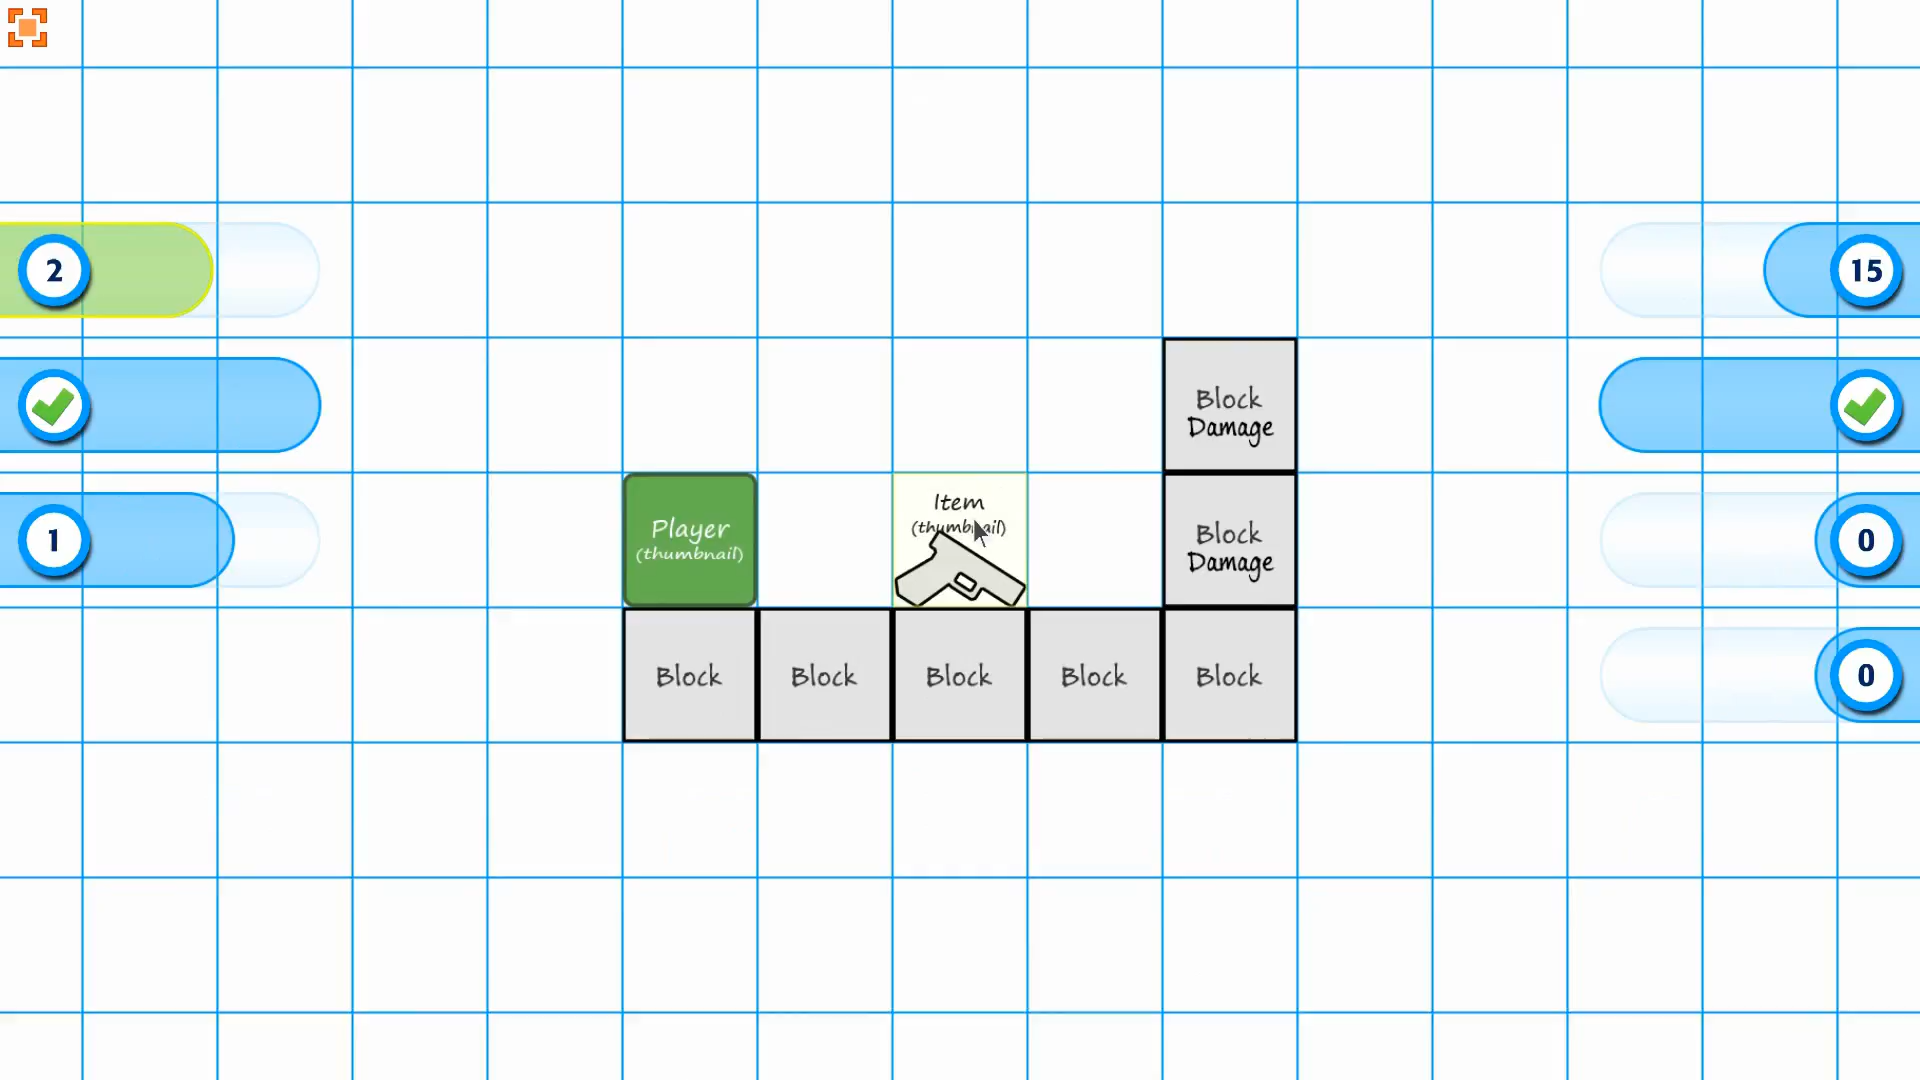 2
15
Block
Damage
Item
(thumbnail)
Player
(thumbnail)
Block
Damage
1
0
Block
Block
Block
Block
Block
0